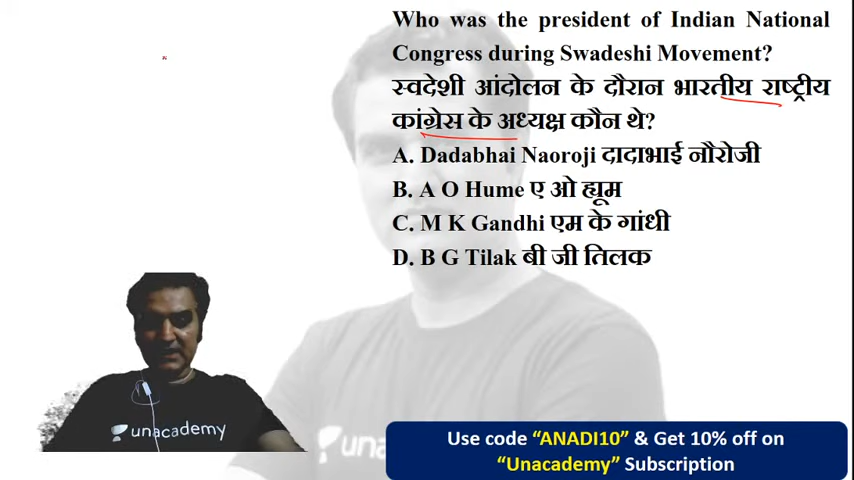 Who was the president of Indian National
Congress during Swadeshi Movement?
स्वदेशी आंदोलन के दौरान भारतीय राष्ट्रीय
कांग्रेस के अध्यक्ष कौन थे?
A. Dadabhai Naoroji दादाभाई नौरोजी
B. A O Hume ए ओ ह्यूम
C. M K Gandhi एम के गांधी
D. B G Tilak बी जी तिलक
unacademy
una
Use code “ANADI10” & Get 10% off on
“Unacademy” Subscription